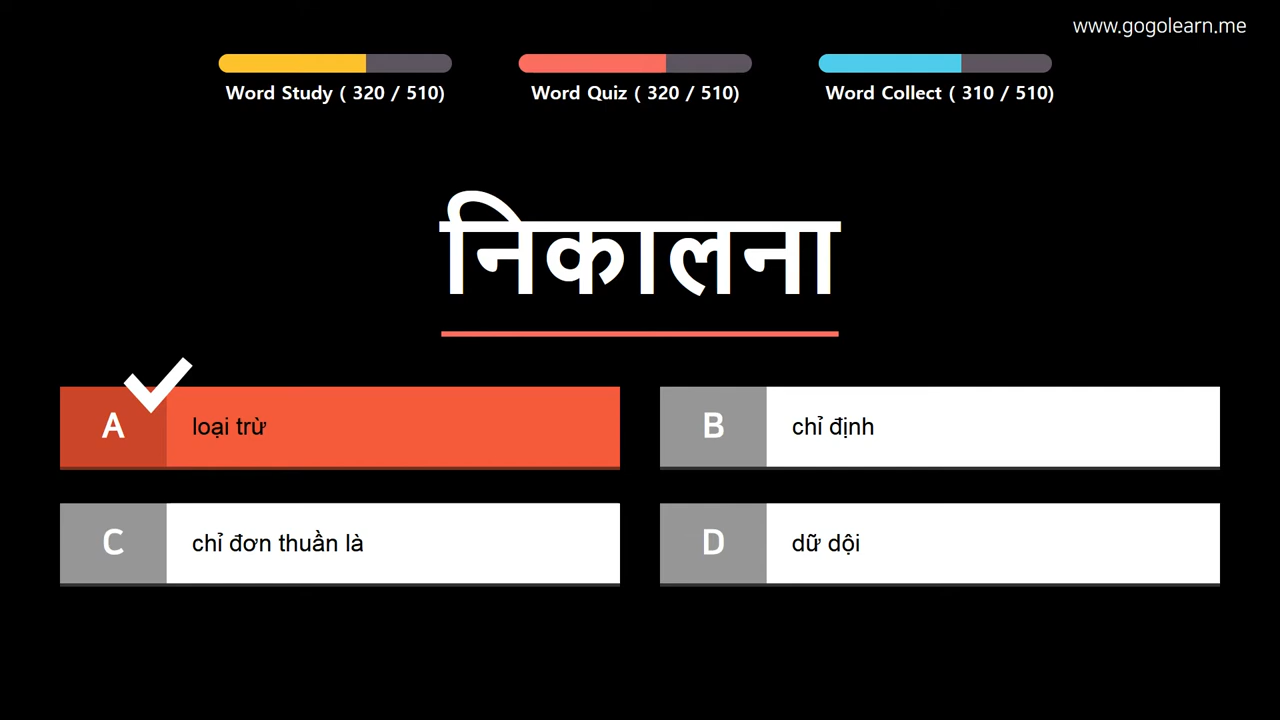 www.gogolearn.me
Word Study ( 320 / 510)
Word Quiz ( 320 / 510)
Word Collect ( 310 / 510)
निकालना
A
loại trừ
B
chỉ định
C
chỉ đơn thuần là
D
dữ dội